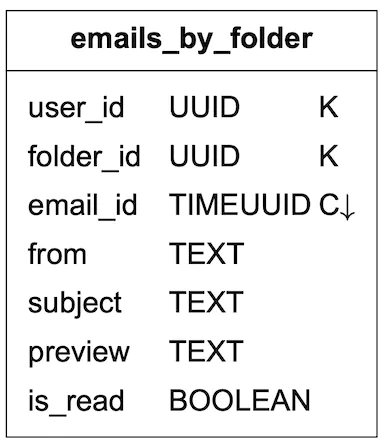 emails_by_folder
user_id UUID K
folder_id UUID K
email_id TIMEUUID C↓
from TEXT
subject TEXT
preview TEXT
is_read BOOLEAN